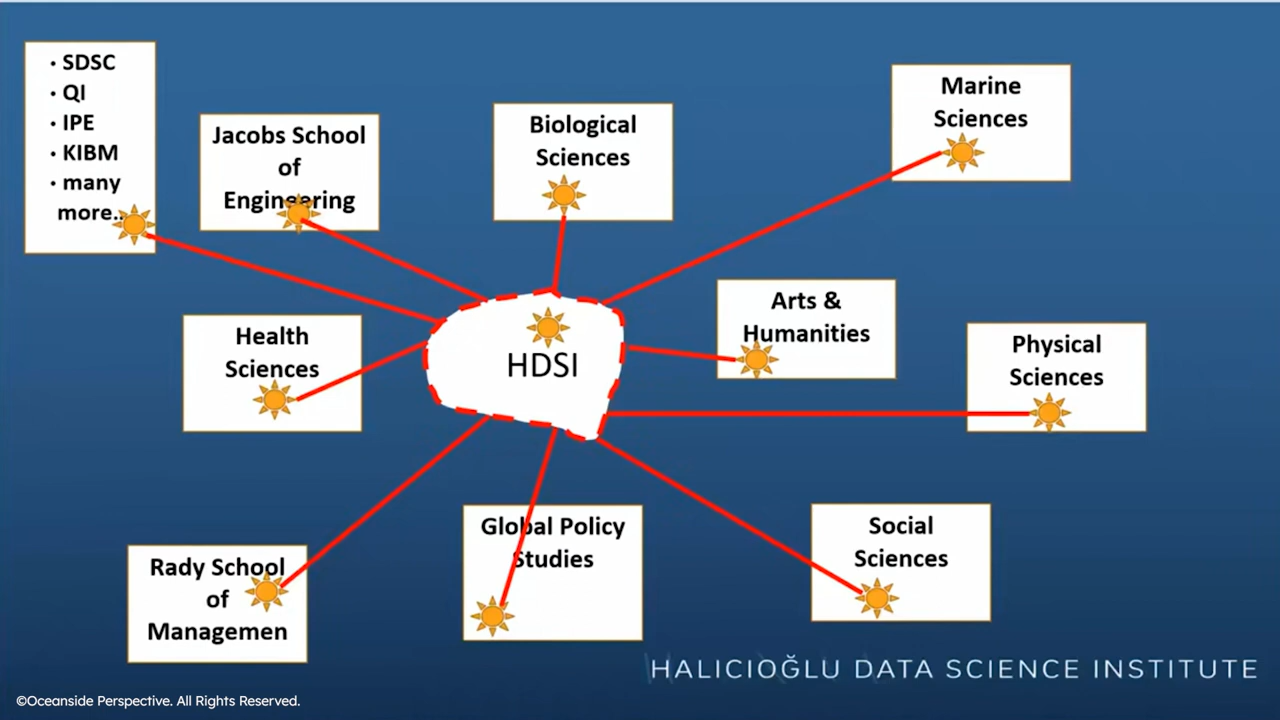 • SDSC
• QI
• IPE
• KIBM
• many
more..
Jacobs School
of
Engineering
Biological
Sciences
Marine
Sciences
Health
Sciences
HDSI
Arts &
Humanities
Physical
Sciences
Rady School
of
Managemen
Global Policy
Studies
Social
Sciences
HALICIOĞLU DATA SCIENCE INSTITUTE
©Oceanside Perspective. All Rights Reserved.